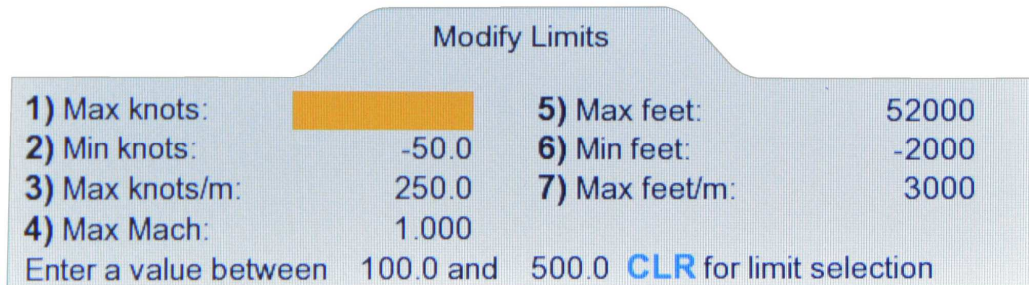 Modify Limits
1) Max knots: 5) Max feet: 52000
2) Min knots: -50.0 6) Min feet: -2000
3) Max knots/m: 250.0 7) Max feet/m: 3000
4) Max Mach: 1.000
Enter a value between 100.0 and 500.0 CLR for limit selection